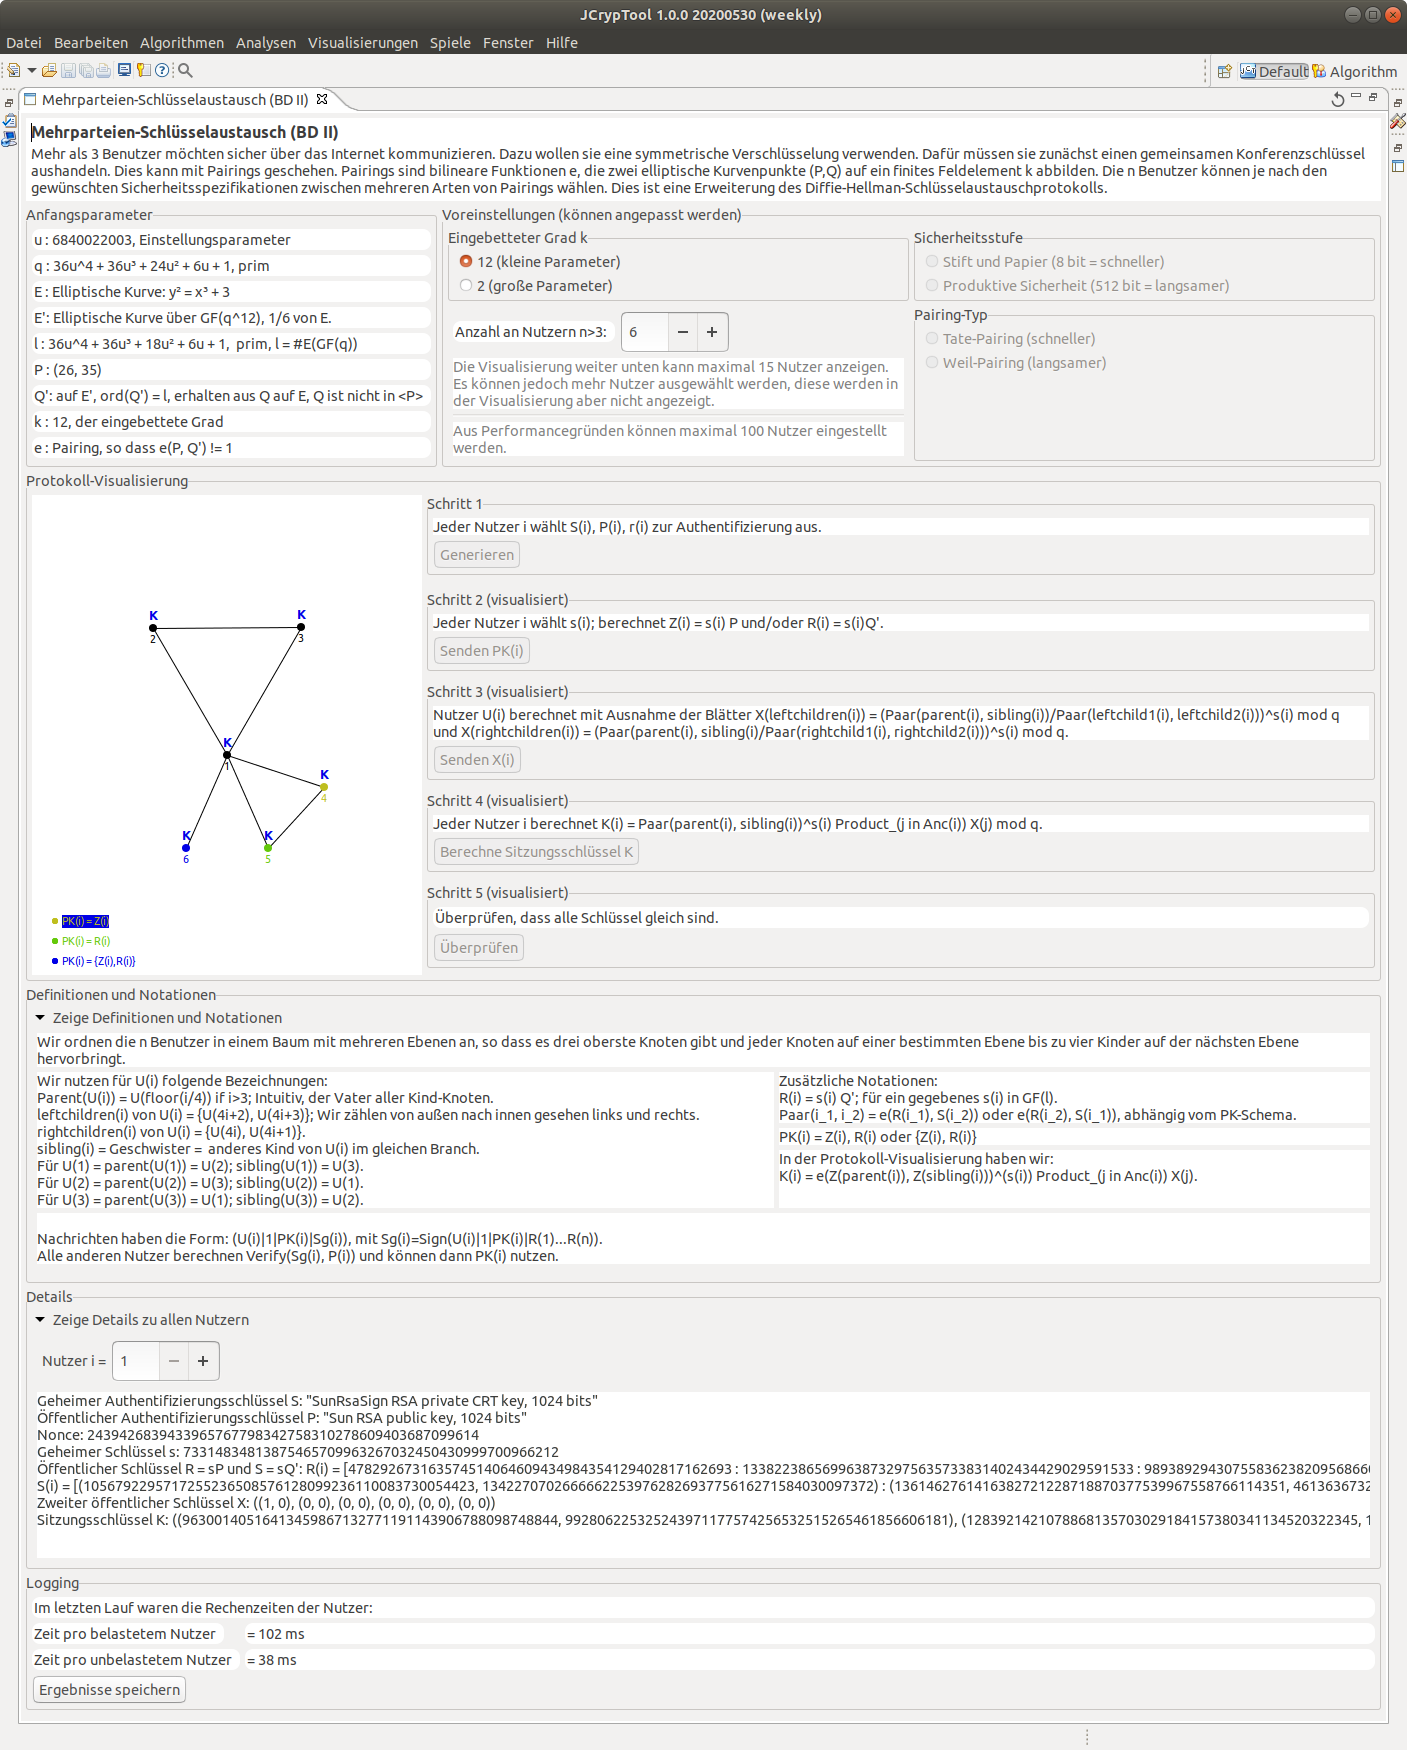 JCrypTool 1.0.0 20200530 (weekly)
Datei Bearbeiten Algorithmen Analysen Visualisierungen Spiele Fenster Hilfe
Default Algorithm
Mehrparteien-Schlüsselaustausch (BD II)
Mehrparteien-Schlüsselaustausch (BD II)
Mehr als 3 Benutzer möchten sicher über das Internet kommunizieren. Dazu wollen sie eine symmetrische Verschlüsselung verwenden. Dafür müssen sie zunächst einen gemeinsamen Konferenzschlüssel
aushandeln. Dies kann mit Pairings geschehen. Pairings sind bilineare Funktionen e, die zwei elliptische Kurvenpunkte (P,Q) auf ein finites Feldelement k abbilden. Die n Benutzer können je nach den
gewünschten Sicherheitsspezifikationen zwischen mehreren Arten von Pairings wählen. Dies ist eine Erweiterung des Diffie-Hellman-Schlüsselaustauschprotokolls.
Anfangsparameter
u : 6840022003, Einstellungsparameter
q : 36u^4 + 36u³ + 24u² + 6u + 1, prim
E : Elliptische Kurve: y² = x³ + 3
E': Elliptische Kurve über GF(q^12), 1/6 von E.
l : 36u^4 + 36u³ + 18u² + 6u + 1,  prim, l = #E(GF(q))
P : (26, 35)
Q': auf E', ord(Q') = l, erhalten aus Q auf E, Q ist nicht in <P>
k : 12, der eingebettete Grad
e : Pairing, so dass e(P, Q') != 1
Voreinstellungen (können angepasst werden)
Eingebetteter Grad k
12 (kleine Parameter)
2 (große Parameter)
Anzahl an Nutzern n>3: 6
Die Visualisierung weiter unten kann maximal 15 Nutzer anzeigen.
Es können jedoch mehr Nutzer ausgewählt werden, diese werden in
der Visualisierung aber nicht angezeigt.
Aus Performancegründen können maximal 100 Nutzer eingestellt
werden.
Sicherheitsstufe
Stift und Papier (8 bit = schneller)
Produktive Sicherheit (512 bit = langsamer)
Pairing-Typ
Tate-Pairing (schneller)
Weil-Pairing (langsamer)
Protokoll-Visualisierung
K K
2 3
K
1
K
4
K K
6 5
PK(i) = Z(i)
PK(i) = R(i)
PK(i) = {Z(i),R(i)}
Schritt 1
Jeder Nutzer i wählt S(i), P(i), r(i) zur Authentifizierung aus.
Generieren
Schritt 2 (visualisiert)
Jeder Nutzer i wählt s(i); berechnet Z(i) = s(i) P und/oder R(i) = s(i)Q'.
Senden PK(i)
Schritt 3 (visualisiert)
Nutzer U(i) berechnet mit Ausnahme der Blätter X(leftchildren(i)) = (Paar(parent(i), sibling(i))/Paar(leftchild1(i), leftchild2(i)))^s(i) mod q
und X(rightchildren(i)) = (Paar(parent(i), sibling(i)/Paar(rightchild1(i), rightchild2(i)))^s(i) mod q.
Senden X(i)
Schritt 4 (visualisiert)
Jeder Nutzer i berechnet K(i) = Paar(parent(i), sibling(i))^s(i) Product_(j in Anc(i)) X(j) mod q.
Berechne Sitzungsschlüssel K
Schritt 5 (visualisiert)
Überprüfen, dass alle Schlüssel gleich sind.
Überprüfen
Definitionen und Notationen
Zeige Definitionen und Notationen
Wir ordnen die n Benutzer in einem Baum mit mehreren Ebenen an, so dass es drei oberste Knoten gibt und jeder Knoten auf einer bestimmten Ebene bis zu vier Kinder auf der nächsten Ebene
hervorbringt.
Wir nutzen für U(i) folgende Bezeichnungen:
Parent(U(i)) = U(floor(i/4)) if i>3; Intuitiv, der Vater aller Kind-Knoten.
leftchildren(i) von U(i) = {U(4i+2), U(4i+3)}; Wir zählen von außen nach innen gesehen links und rechts.
rightchildren(i) von U(i) = {U(4i), U(4i+1)}.
sibling(i) = Geschwister =  anderes Kind von U(i) im gleichen Branch.
Für U(1) = parent(U(1)) = U(2); sibling(U(1)) = U(3).
Für U(2) = parent(U(2)) = U(3); sibling(U(2)) = U(1).
Für U(3) = parent(U(3)) = U(1); sibling(U(3)) = U(2).
Zusätzliche Notationen:
R(i) = s(i) Q'; für ein gegebenes s(i) in GF(l).
Paar(i_1, i_2) = e(R(i_1), S(i_2)) oder e(R(i_2), S(i_1)), abhängig vom PK-Schema.
PK(i) = Z(i), R(i) oder {Z(i), R(i)}
In der Protokoll-Visualisierung haben wir:
K(i) = e(Z(parent(i)), Z(sibling(i)))^(s(i)) Product_(j in Anc(i)) X(j).
Nachrichten haben die Form: (U(i)|1|PK(i)|Sg(i)), mit Sg(i)=Sign(U(i)|1|PK(i)|R(1)...R(n)).
Alle anderen Nutzer berechnen Verify(Sg(i), P(i)) und können dann PK(i) nutzen.
Details
Zeige Details zu allen Nutzern
Nutzer i = 1
Geheimer Authentifizierungsschlüssel S: "SunRsaSign RSA private CRT key, 1024 bits"
Öffentlicher Authentifizierungsschlüssel P: "Sun RSA public key, 1024 bits"
Nonce: 243942683943396576779834275831027860940368709961​4
Geheimer Schlüssel s: 7331483481387546570996326703245043099970096​6212
Öffentlicher Schlüssel R = sP und S = sQ': R(i) = [47829267316357451406460943498435412940281716​2693 : 133822386569963873297563573383140243442902959​1533 : 98938929430755836238209568666
S(i) = [(1056792295717255236508576128099236110083730054423, 1342270702666662253976282693775616271584030097372) : (1361462761416382721228718870377539967558766114351, 4613636732
Zweiter öffentlicher Schlüssel X: ((1, 0), (0, 0), (0, 0), (0, 0), (0, 0), (0, 0))
Sitzungsschlüssel K: ((963001405164134598671327711911439067880987​48844, 992806225325243971177574256532515265461856606181), (1283921421078868135703029184157380341134520322345, 1
Logging
Im letzten Lauf waren die Rechenzeiten der Nutzer:
Zeit pro belastetem Nutzer = 102 ms
Zeit pro unbelastetem Nutzer = 38 ms
Ergebnisse speichern